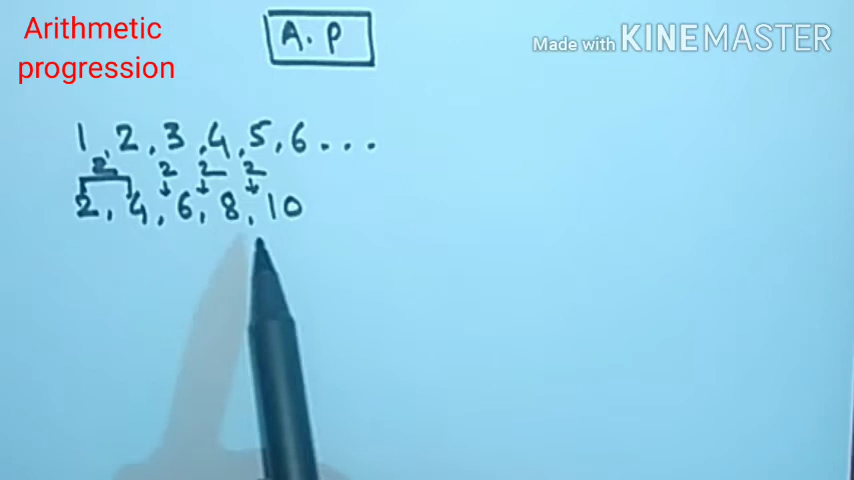 Arithmetic
progression
A. P
Made with KINEMASTER
1, 2, 3, 4, 5, 6...
2 2 2 2
2, 4, 6, 8, 10